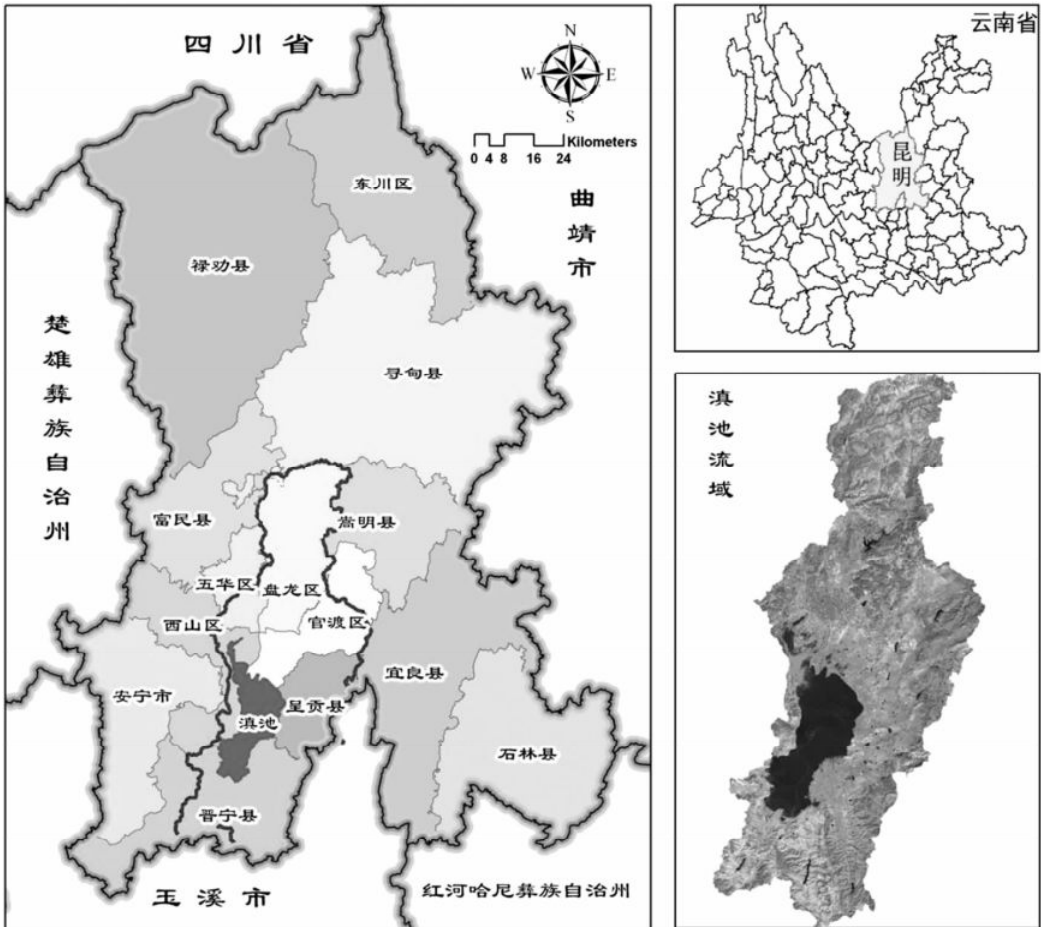 四川省
N
W E
S
Kilometers
0 4 8 16 24
东川区
曲靖市
禄劝县
楚雄彝族自治州
寻甸县
富民县
嵩明县
五华区
盘龙区
西山区
官渡区
宜良县
安宁市
呈贡县
滇池
石林县
晋宁县
玉溪市
红河哈尼彝族自治州
云南省
昆明
滇池流域